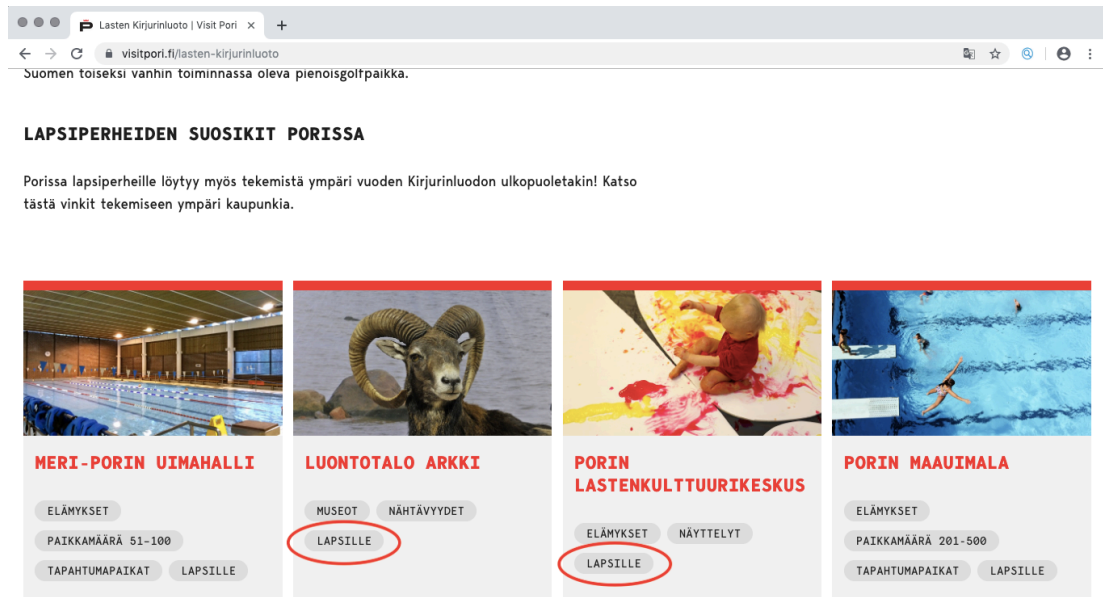 Lasten Kirjurinluoto | Visit Pori
visitpori.fi/lasten-kirjurinluoto
Suomen toiseksi vanhin toiminnassa oleva pienoisgolfpaikka.
LAPSIPERHEIDEN SUOSIKIT PORISSA
Porissa lapsiperheille löytyy myös tekemistä ympäri vuoden Kirjurinluodon ulkopuoletakin! Katso
tästä vinkit tekemiseen ympäri kaupunkia.
MERI-PORIN UIMAHALLI
ELÄMYKSET
PAIKKAMÄÄRÄ 51-100
TAPAHTUMAPAIKAT LAPSILLE
LUONTOTALO ARKKI
MUSEOT NÄHTÄVYYDET
LAPSILLE
PORIN
LASTENKULTTUURIKESKUS
ELÄMYKSET NÄYTTELYT
LAPSILLE
PORIN MAAUIMALA
ELÄMYKSET
PAIKKAMÄÄRÄ 201-500
TAPAHTUMAPAIKAT LAPSILLE